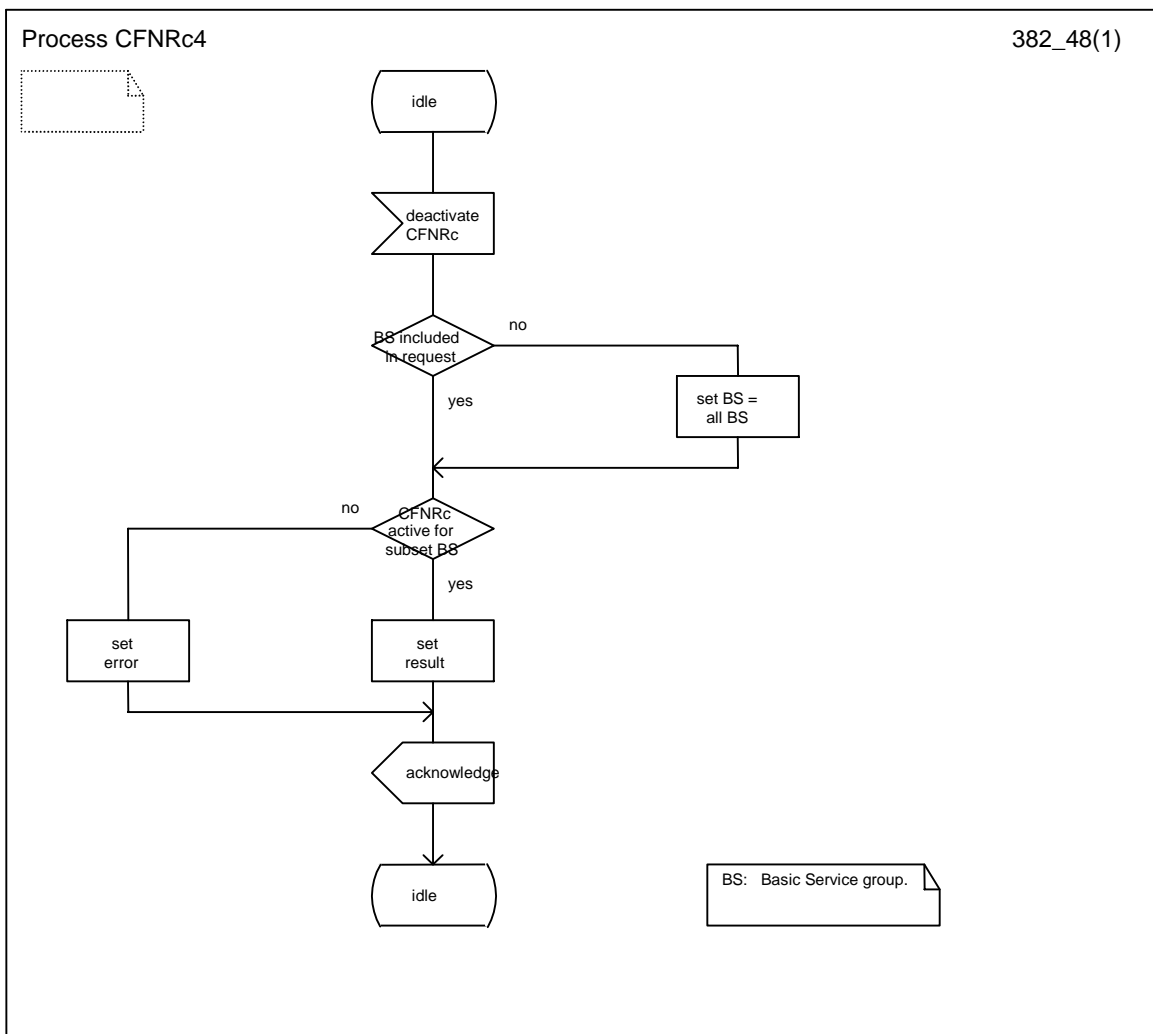 Process CFNRc4
382_48(1)
idle
deactivate
CFNRc
BS included
In request
no
yes
set BS =
all BS
no
CFNRc
active for
subset BS
yes
set
error
set
result
acknowledge
idle
BS: Basic Service group.